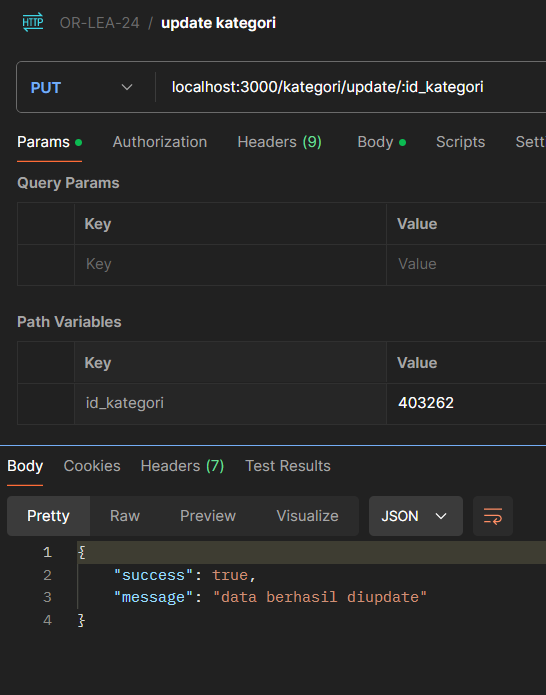 HTTP OR-LEA-24 / update kategori
PUT localhost:3000/kategori/update/:id_kategori
Params Authorization Headers (9) Body Scripts Sett
Query Params
Key Value
Key Value
Path Variables
Key Value
id_kategori 403262
Body Cookies Headers (7) Test Results
Pretty Raw Preview Visualize JSON
1 {
2 "success": true,
3 "message": "data berhasil diupdate"
4 }